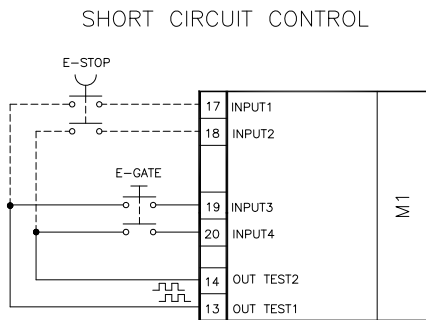 SHORT CIRCUIT CONTROL
E-STOP
17 INPUT1
18 INPUT2
E-GATE
19 INPUT3
20 INPUT4
M1
14 OUT TEST2
13 OUT TEST1